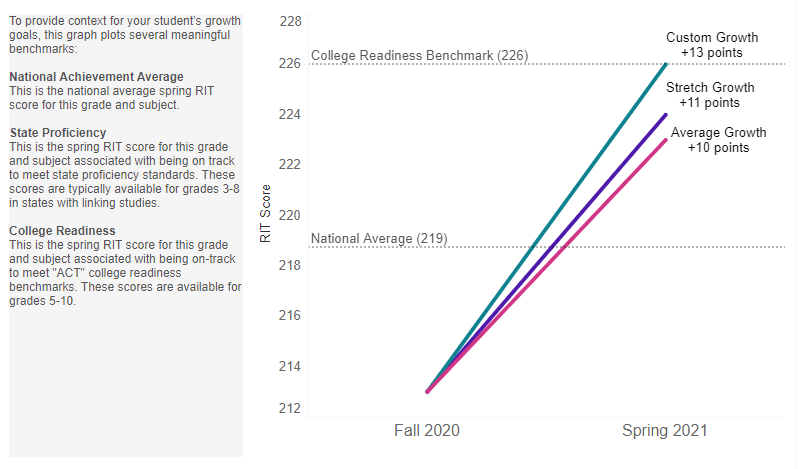 To provide context for your student's growth
goals, this graph plots several meaningful
benchmarks:
National Achievement Average
This is the national average spring RIT
score for this grade and subject.
State Proficiency
This is the spring RIT score for this grade
and subject associated with being on track
to meet state proficiency standards. These
scores are typically available for grades 3-8
in states with linking studies.
College Readiness
This is the spring RIT score for this grade
and subject associated with being on-track
to meet "ACT" college readiness
benchmarks. These scores are available for
grades 5-10.
RIT Score
228
226
224
222
220
218
216
214
212
College Readiness Benchmark (226)
National Average (219)
Custom Growth
+13 points
Stretch Growth
+11 points
Average Growth
+10 points
Fall 2020
Spring 2021